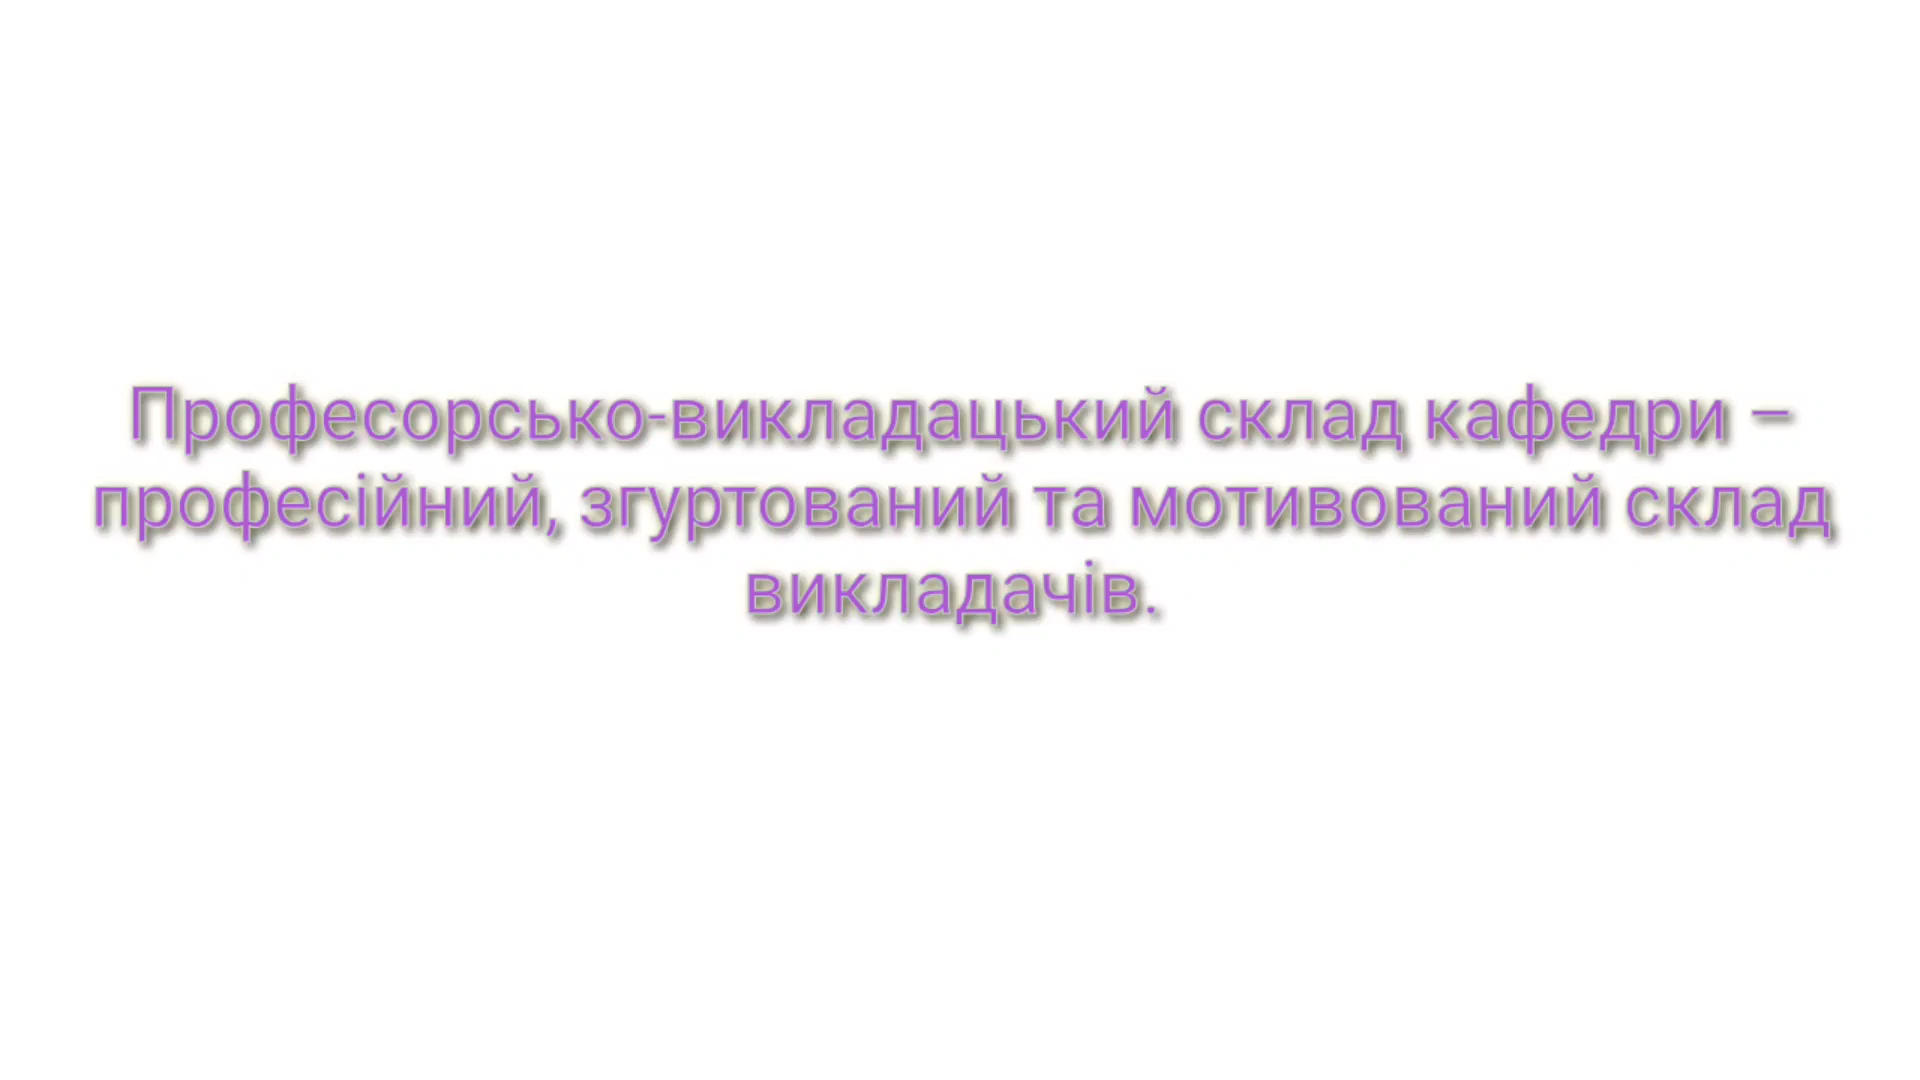 Професорсько-викладацький склад кафедри –
професійний, згуртований та мотивований склад
викладачів.